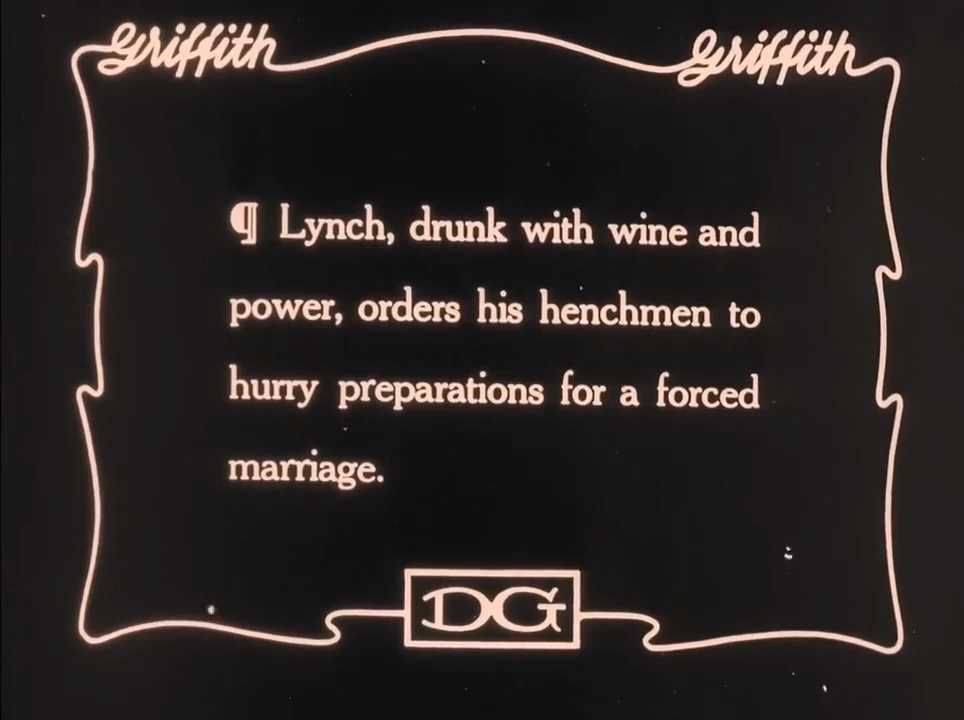 Griffith Griffith
¶ Lynch, drunk with wine and
power, orders his henchmen to
hurry preparations for a forced
marriage.
DG